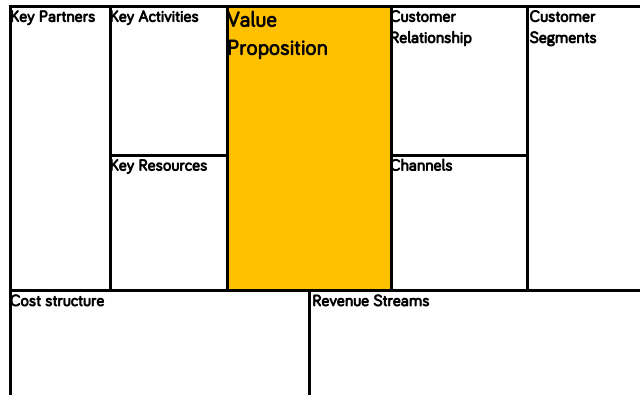 Key Partners
Key Activities
Value
Proposition
Customer
Relationship
Customer
Segments
Key Resources
Channels
Cost structure
Revenue Streams